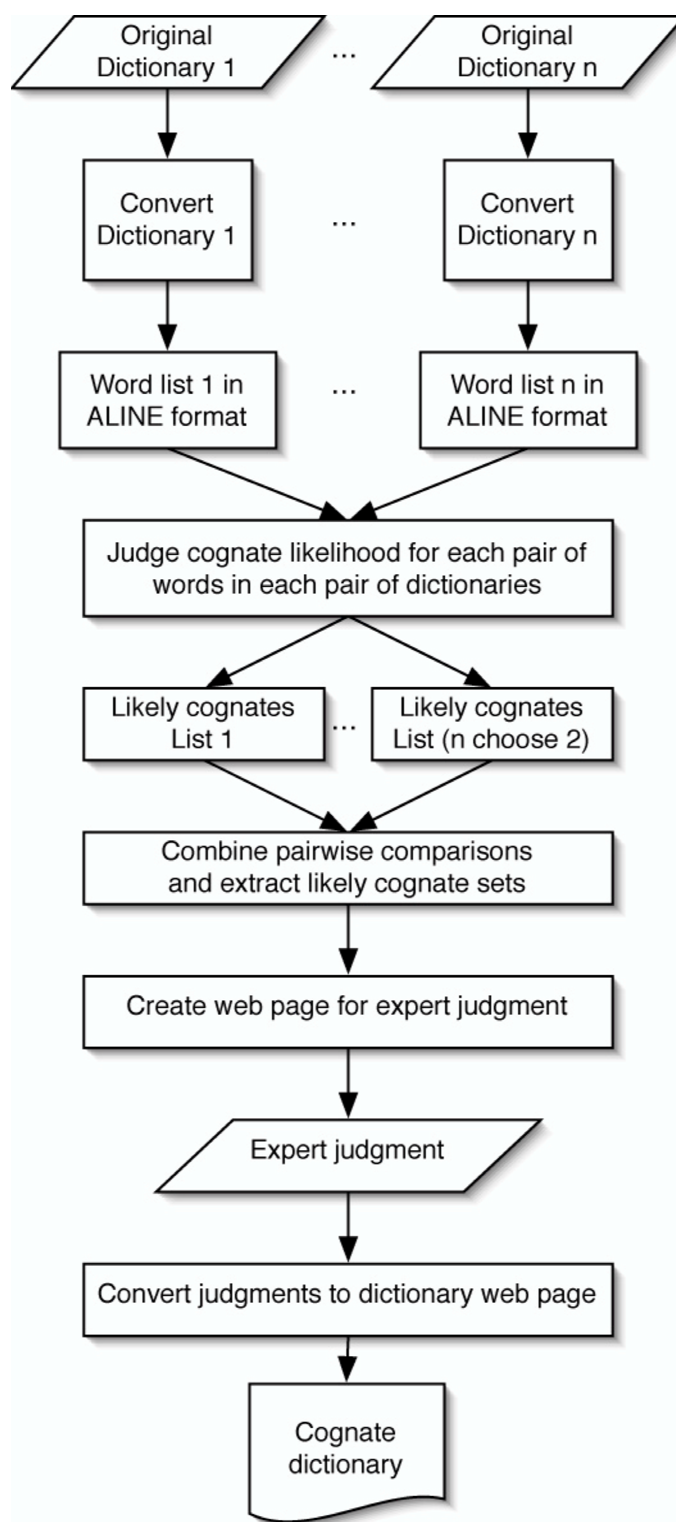 Original
Dictionary 1
...
Original
Dictionary n
Convert
Dictionary 1
...
Convert
Dictionary n
Word list 1 in
ALINE format
...
Word list n in
ALINE format
Judge cognate likelihood for each pair of
words in each pair of dictionaries
Likely cognates
List 1
...
Likely cognates
List (n choose 2)
Combine pairwise comparisons
and extract likely cognate sets
Create web page for expert judgment
Expert judgment
Convert judgments to dictionary web page
Cognate
dictionary